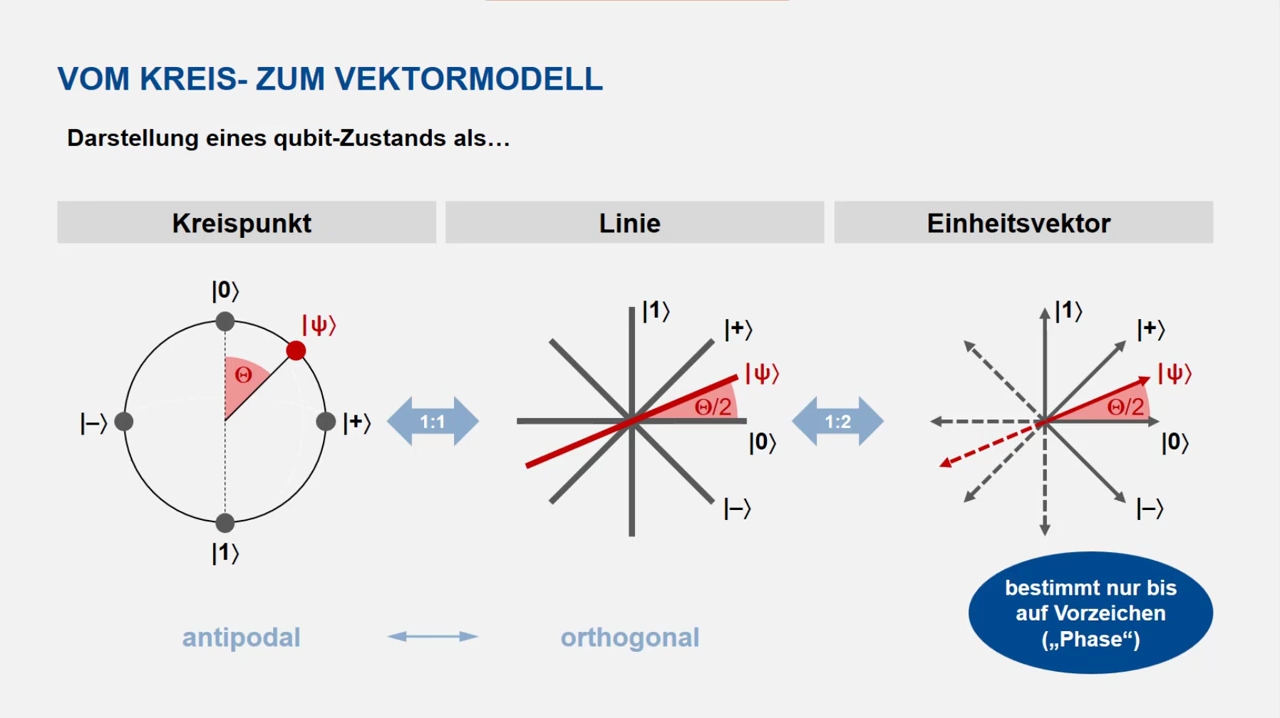 VOM KREIS- ZUM VEKTORMODELL
Darstellung eines qubit-Zustands als…
Kreispunkt
Linie
Einheitsvektor
|0⟩
|ψ⟩
Θ
|–⟩
|+⟩
|1⟩
1:1
|1⟩
|+⟩
|ψ⟩
Θ/2
|0⟩
|–⟩
1:2
|1⟩
|+⟩
|ψ⟩
Θ/2
|0⟩
|–⟩
bestimmt nur bis
auf Vorzeichen
(„Phase“)
antipodal
orthogonal